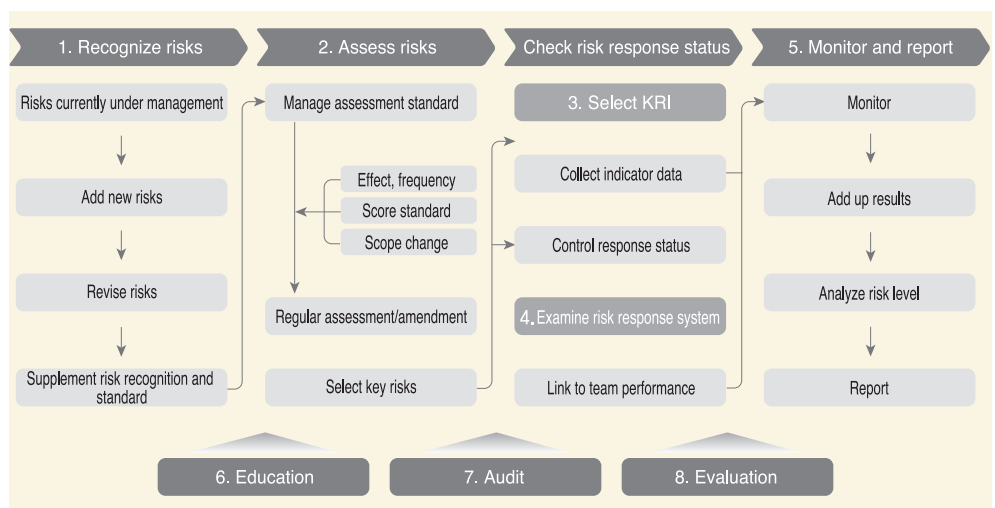 1. Recognize risks
2. Assess risks
Check risk response status
5. Monitor and report
Risks currently under management
Add new risks
Revise risks
Supplement risk recognition and
standard
Manage assessment standard
Effect, frequency
Score standard
Scope change
Regular assessment/amendment
Select key risks
3. Select KRI
Collect indicator data
Control response status
4. Examine risk response system
Link to team performance
Monitor
Add up results
Analyze risk level
Report
6. Education
7. Audit
8. Evaluation